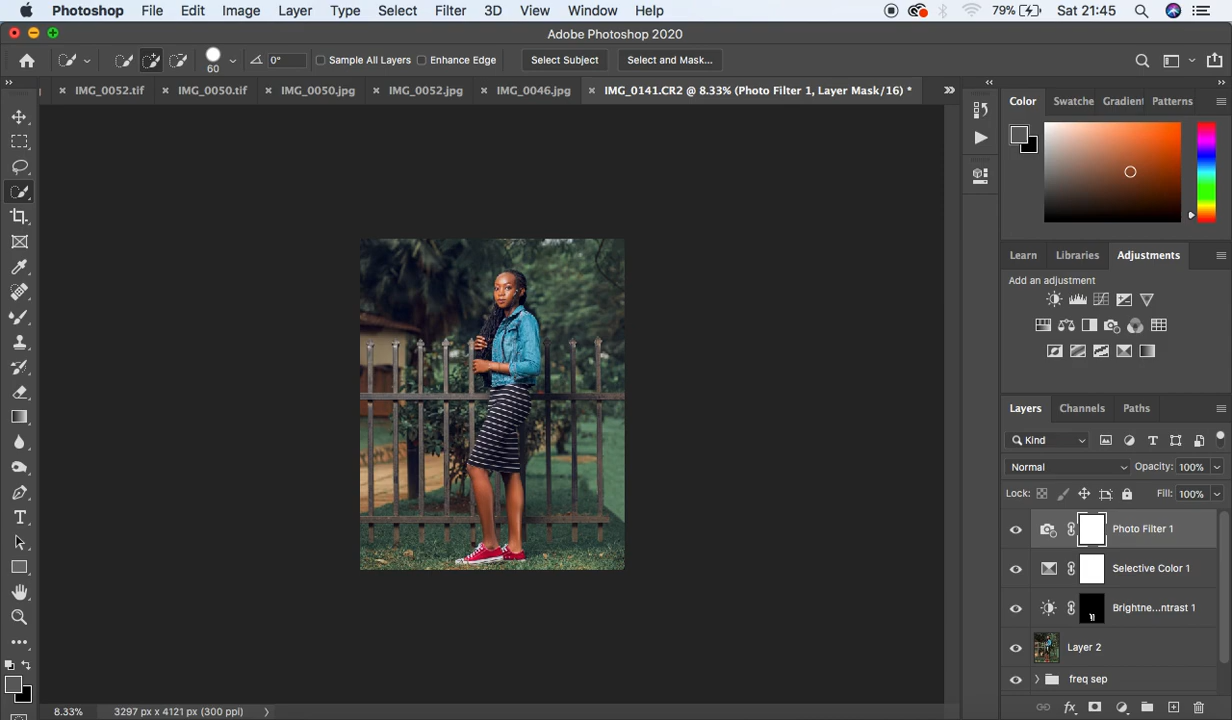 Photoshop File Edit Image Layer Type Select Filter 3D View Window Help 79% Sat 21:45
Adobe Photoshop 2020
60 0° Sample All Layers Enhance Edge Select Subject Select and Mask...
IMG_0052.tif IMG_0050.tif IMG_0050.jpg IMG_0052.jpg IMG_0046.jpg IMG_0141.CR2 @ 8.33% (Photo Filter 1, Layer Mask/16) *
Color Swatche Gradient Patterns
Learn Libraries Adjustments
Add an adjustment
Layers Channels Paths
Kind
Normal Opacity: 100%
Lock: Fill: 100%
Photo Filter 1
Selective Color 1
Brightne...ntrast 1
Layer 2
freq sep
8.33% 3297 px x 4121 px (300 ppl)